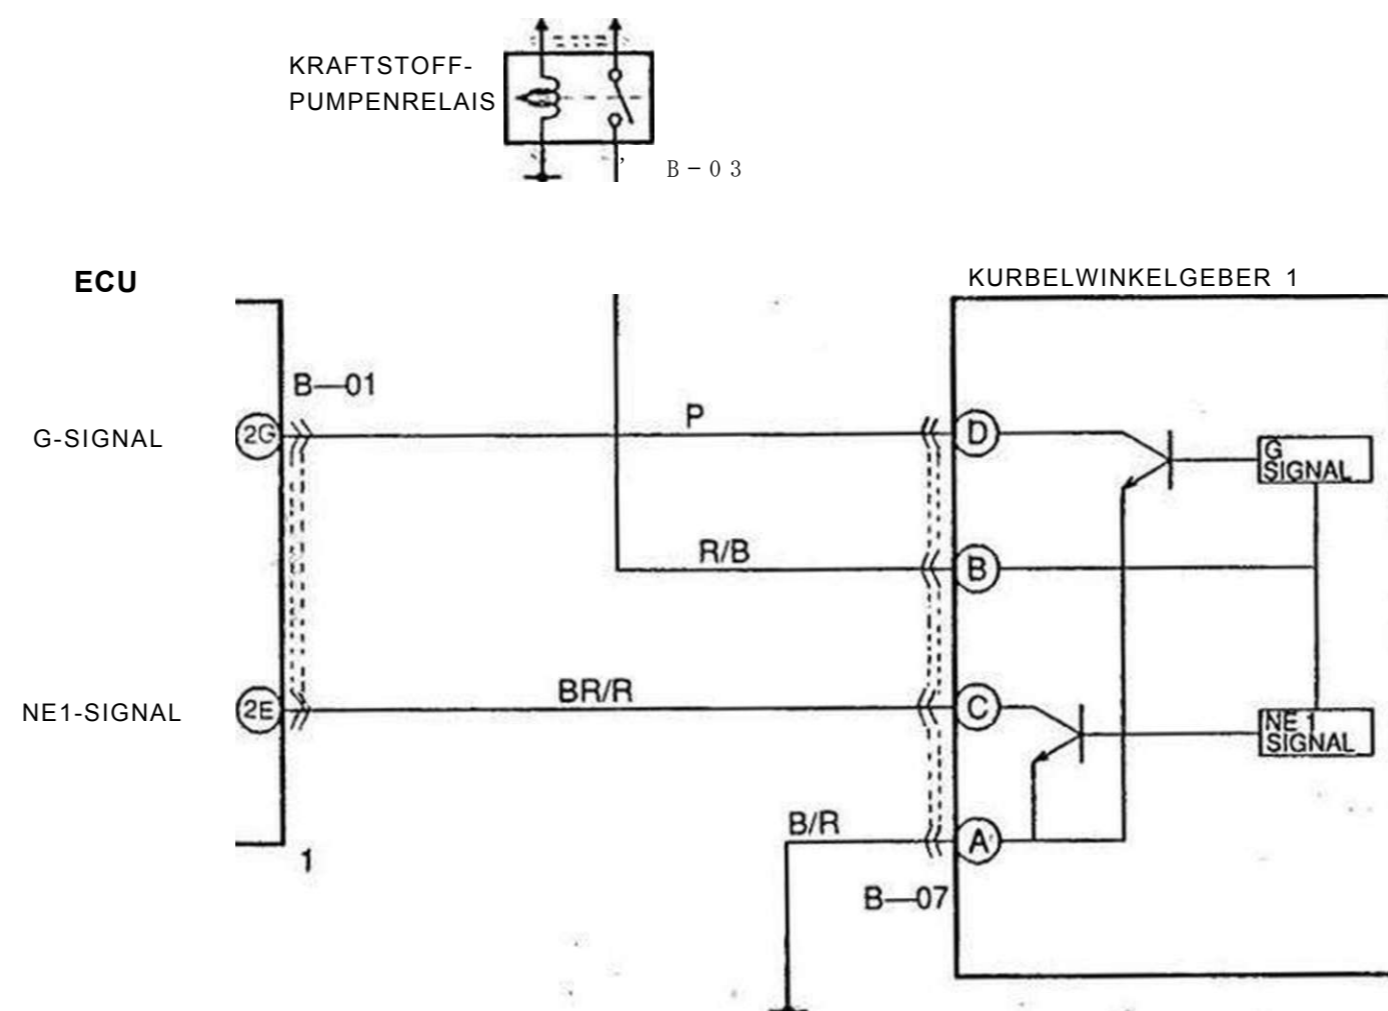 KRAFTSTOFF-
PUMPENRELAIS
B-03
ECU
KURBELWINKELGEBER 1
B—01
G-SIGNAL
2G
P
D
G
SIGNAL
R/B
B
NE1-SIGNAL
2E
BR/R
C
NE 1
SIGNAL
B/R
A
1
B—07